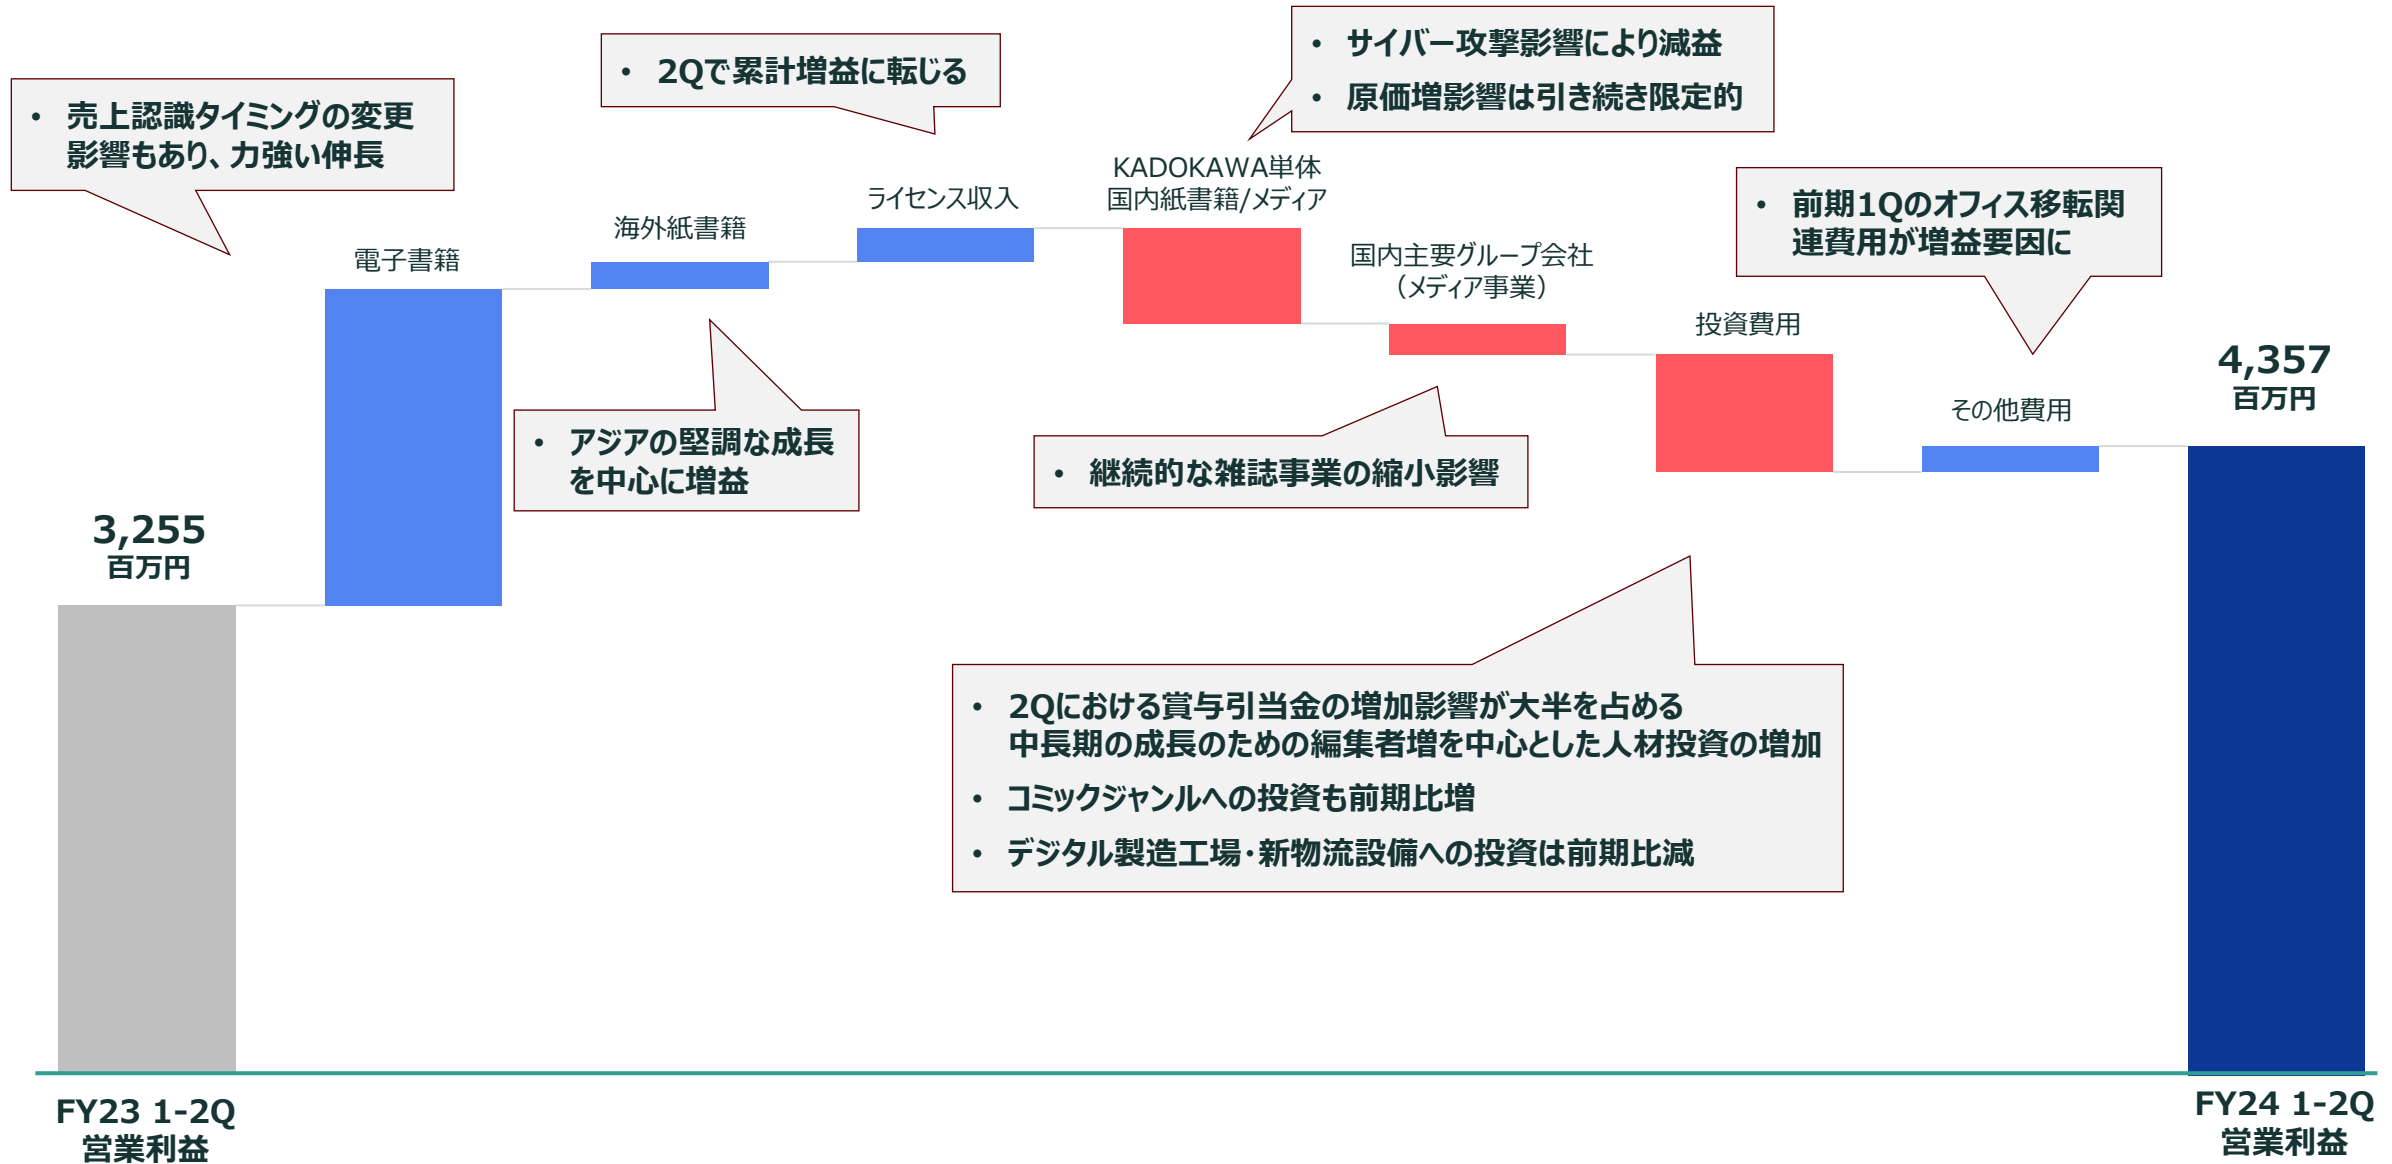 • 売上認識タイミングの変更
影響もあり、力強い伸長
• 2Qで累計増益に転じる
• サイバー攻撃影響により減益
• 原価増影響は引き続き限定的
• 前期1Qのオフィス移転関
連費用が増益要因に
電子書籍
海外紙書籍
ライセンス収入
KADOKAWA単体
国内紙書籍/メディア
国内主要グループ会社
（メディア事業）
投資費用
その他費用
• アジアの堅調な成長
を中心に増益
• 継続的な雑誌事業の縮小影響
• 2Qにおける賞与引当金の増加影響が大半を占める
中長期の成長のための編集者増を中心とした人材投資の増加
• コミックジャンルへの投資も前期比増
• デジタル製造工場・新物流設備への投資は前期比減
3,255
百万円
4,357
百万円
FY23 1-2Q
営業利益
FY24 1-2Q
営業利益